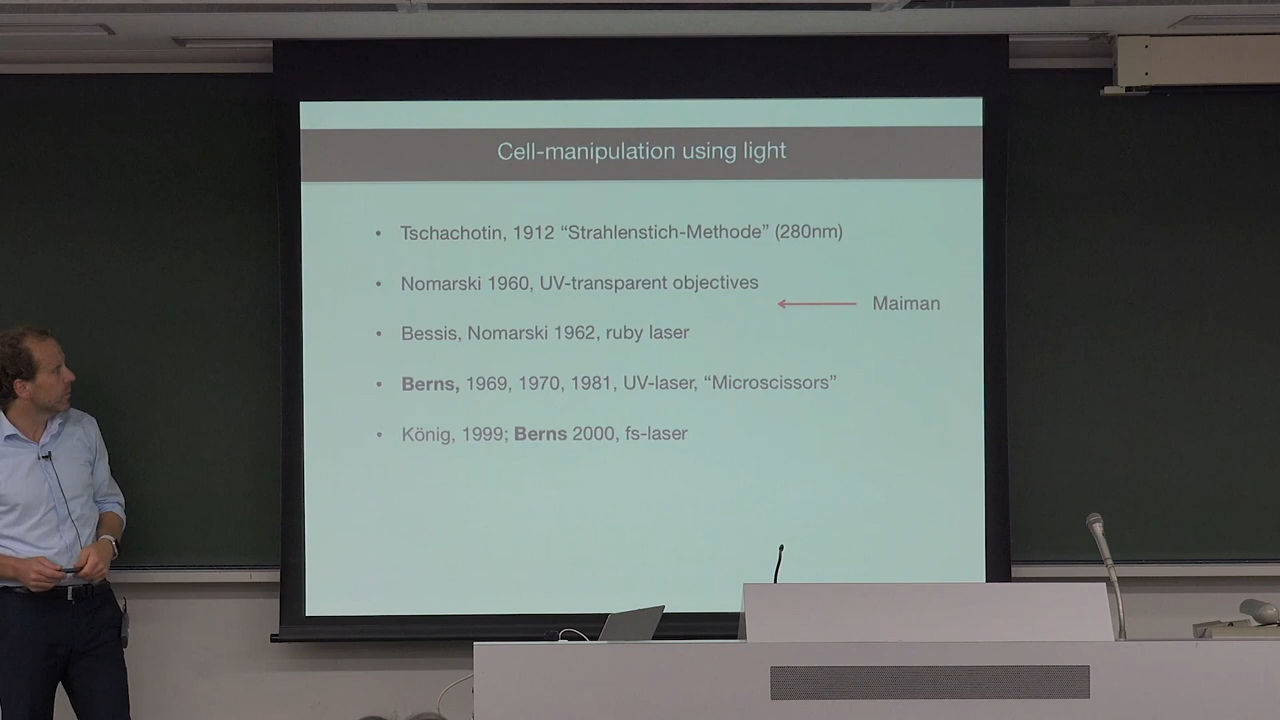 Cell-manipulation using light
• Tschachotin, 1912 “Strahlenstich-Methode” (280nm)
• Nomarski 1960, UV-transparent objectives
Maiman
• Bessis, Nomarski 1962, ruby laser
• Berns, 1969, 1970, 1981, UV-laser, “Microscissors”
• König, 1999; Berns 2000, fs-laser